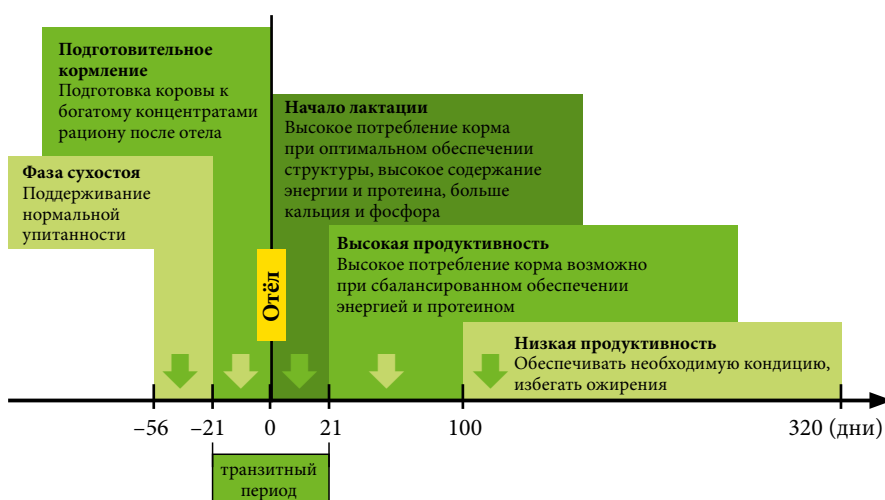 Подготовительное
кормление
Подготовка коровы к
богатому концентратами
рациону после отела
Начало лактации
Высокое потребление корма
при оптимальном обеспечении
структуры, высокое содержание
энергии и протеина, больше
кальция и фосфора
Фаза сухостоя
Поддерживание
нормальной
упитанности
Высокая продуктивность
Высокое потребление корма возможно
при сбалансированном обеспечении
энергией и протеином
Отёл
Низкая продуктивность
Обеспечивать необходимую кондицию,
избегать ожирения
–56 –21 0 21 100 320 (дни)
транзитный
период